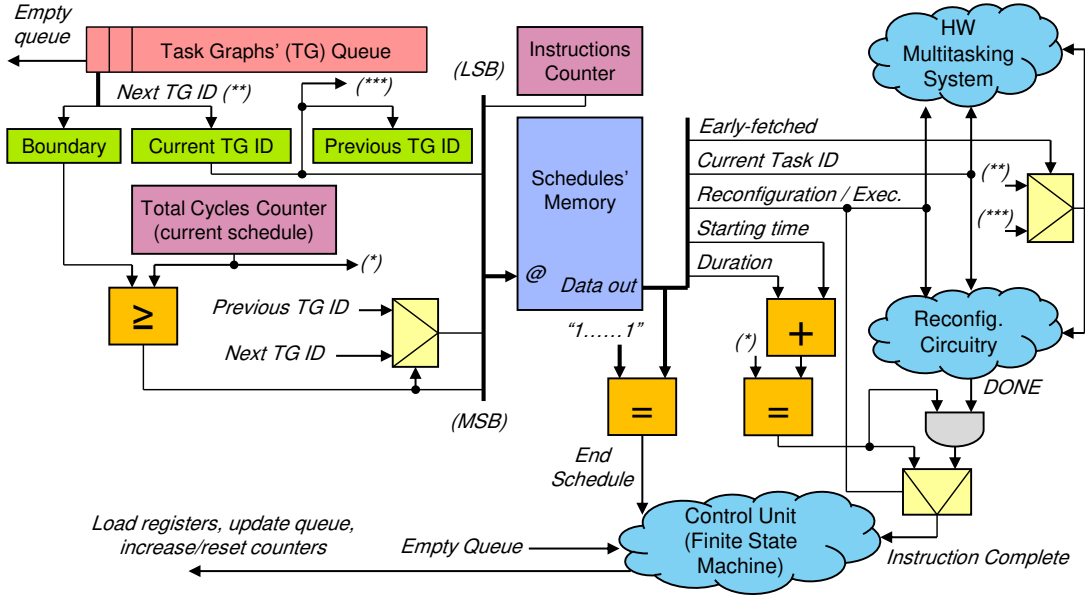 Empty
queue
Task Graphs' (TG) Queue
Next TG ID (**)
(***)
(LSB)
Instructions
Counter
HW
Multitasking
System
Boundary
Current TG ID
Previous TG ID
Total Cycles Counter
(current schedule)
(*)
≥
Previous TG ID
Next TG ID
(MSB)
Schedules'
Memory
@
Data out
Early-fetched
Current Task ID
Reconfiguration / Exec.
Starting time
Duration
(**)
(***)
"1......1"
(*)
+
=
=
Reconfig.
Circuitry
DONE
End
Schedule
Load registers, update queue,
increase/reset counters
Empty Queue
Control Unit
(Finite State
Machine)
Instruction Complete